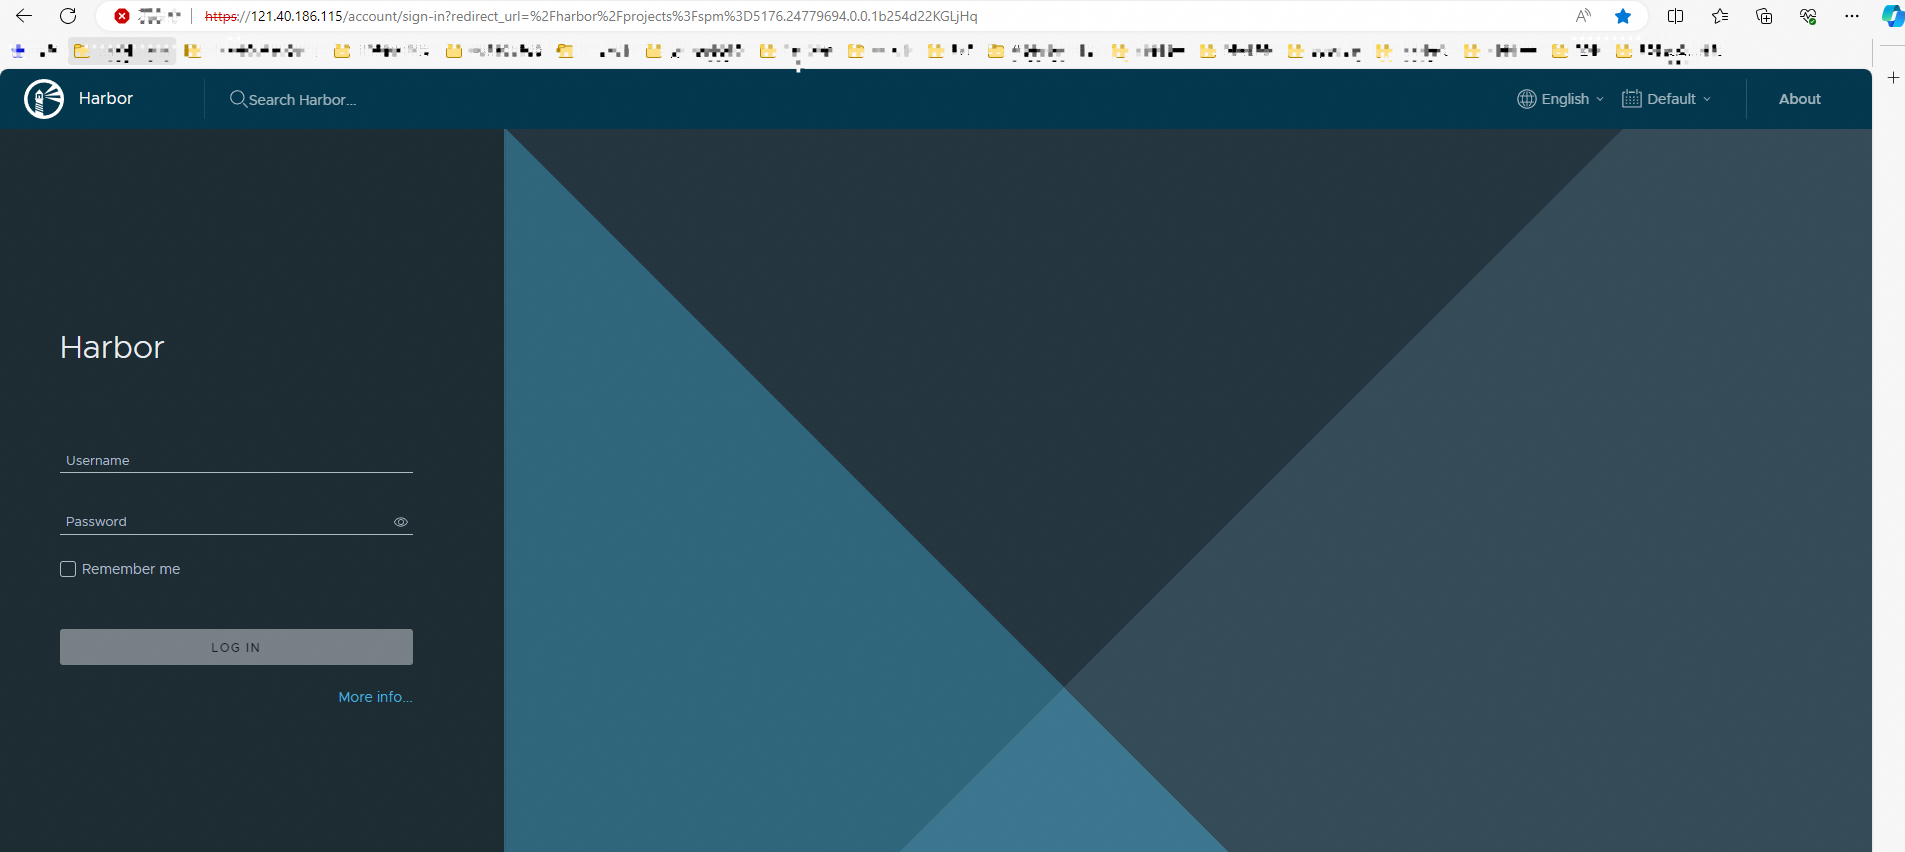 https://121.40.186.115/account/sign-in?redirect_url=%2Fharbor%2Fprojects%3Fspm%3D5176.24779694.0.0.1b254d22KGLjHq
Harbor
Search Harbor...
English
Default
About
Harbor
Username
Password
Remember me
LOG IN
More info...